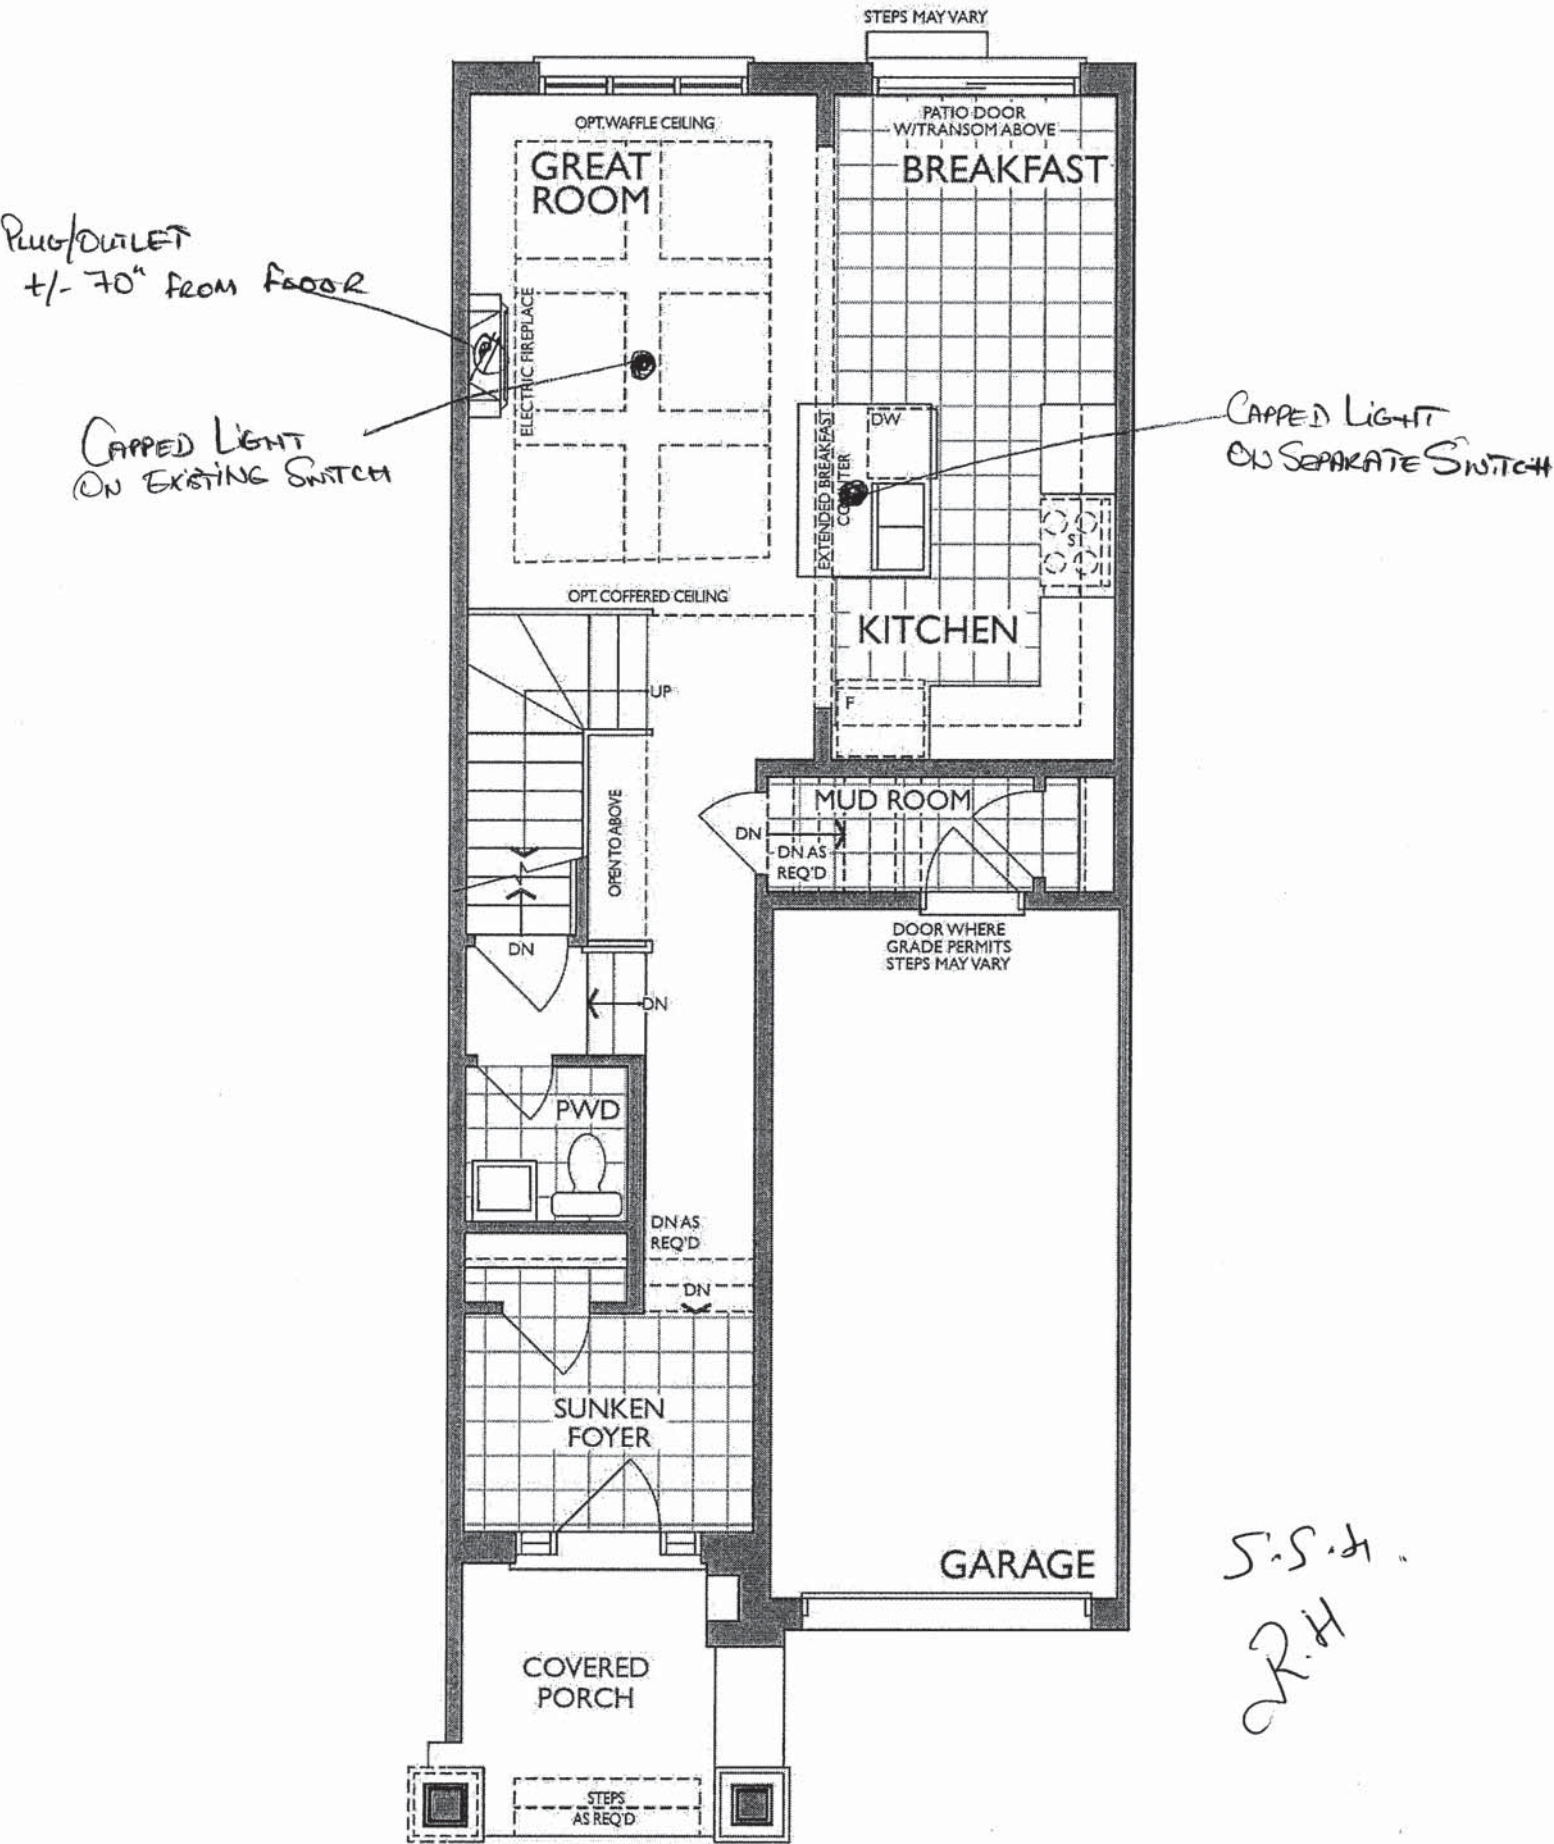 STEPS MAY VARY
OPT. WAFFLE CEILING
PATIO DOOR
W/TRANSOM ABOVE
GREAT
ROOM
BREAKFAST
PLUG/OUTLET
+/- 70" FROM FLOOR
ELECTRIC FIREPLACE
CAPPED LIGHT
ON EXISTING SWITCH
CAPPED LIGHT
ON SEPARATE SWITCH
DW
EXTENDED BREAKFAST
COUNTER
S
OPT. COFFERED CEILING
KITCHEN
UP
F
OPEN TO ABOVE
MUD ROOM
DN
DN AS
REQ'D
DOOR WHERE
GRADE PERMITS
STEPS MAY VARY
DN
DN
PWD
DN AS
REQ'D
DN
SUNKEN
FOYER
GARAGE
S.S.H.
R.H
COVERED
PORCH
STEPS
AS REQ'D